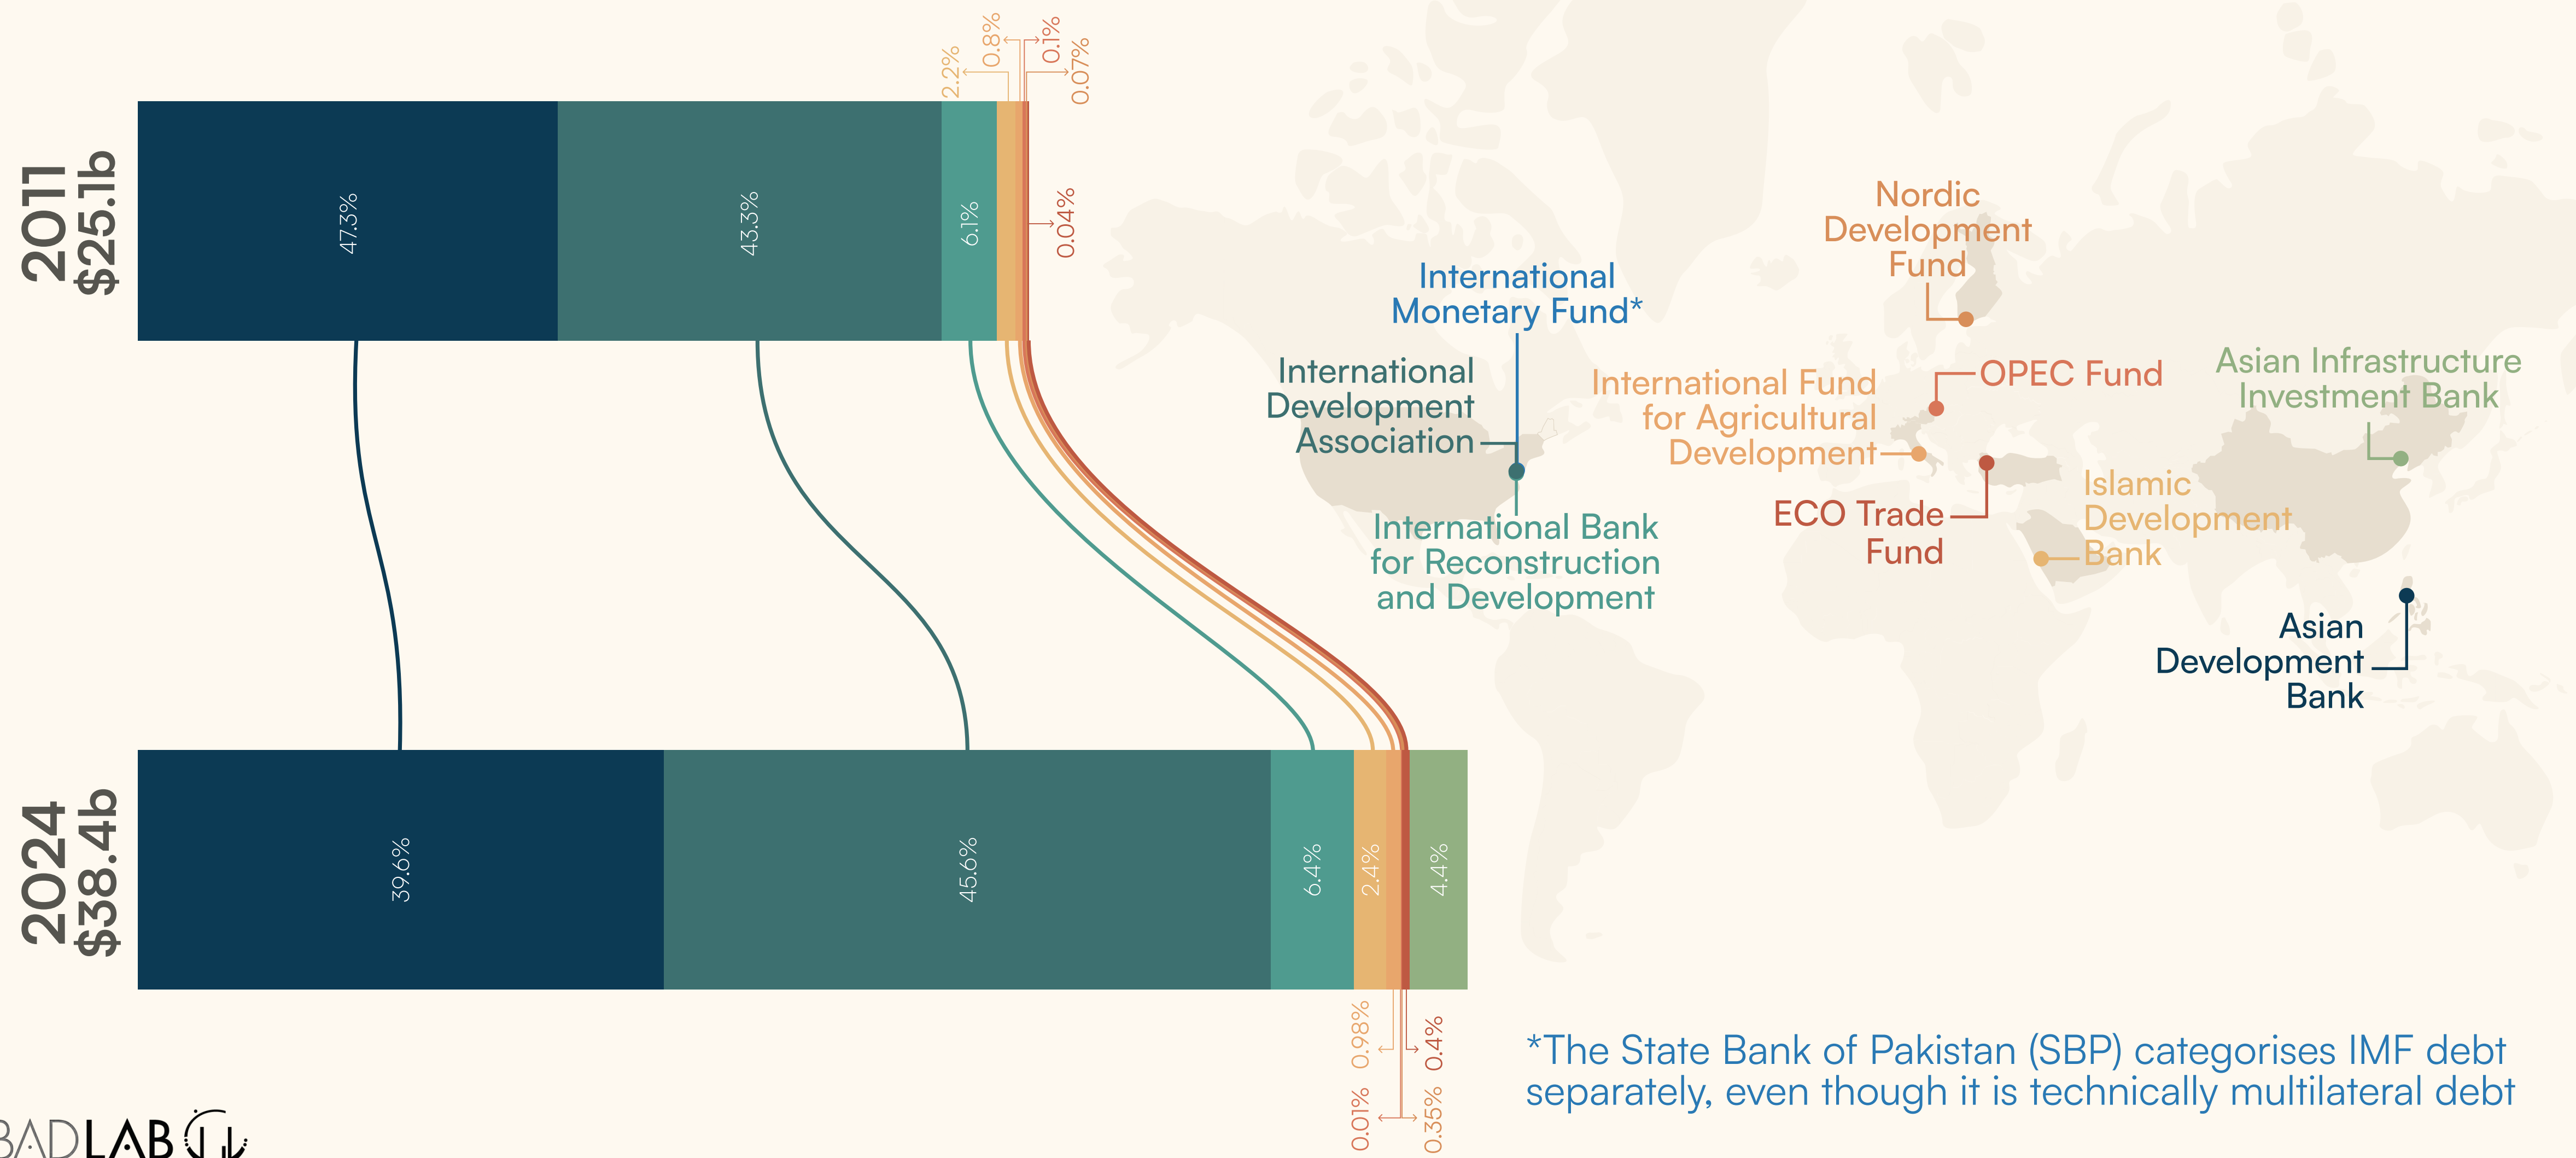 2.2%
0.8%
0.1%
0.07%
2011
$25.1b
47.3%
43.3%
6.1%
0.04%
International
Monetary Fund*
International
Development
Association
International Bank
for Reconstruction
and Development
Nordic
Development
Fund
International Fund
for Agricultural
Development
OPEC Fund
ECO Trade
Fund
Islamic
Development
Bank
Asian Infrastructure
Investment Bank
Asian
Development
Bank
2024
$38.4b
39.6%
45.6%
6.4%
2.4%
4.4%
0.98%
0.4%
0.01%
0.35%
*The State Bank of Pakistan (SBP) categorises IMF debt
separately, even though it is technically multilateral debt
BADLAB